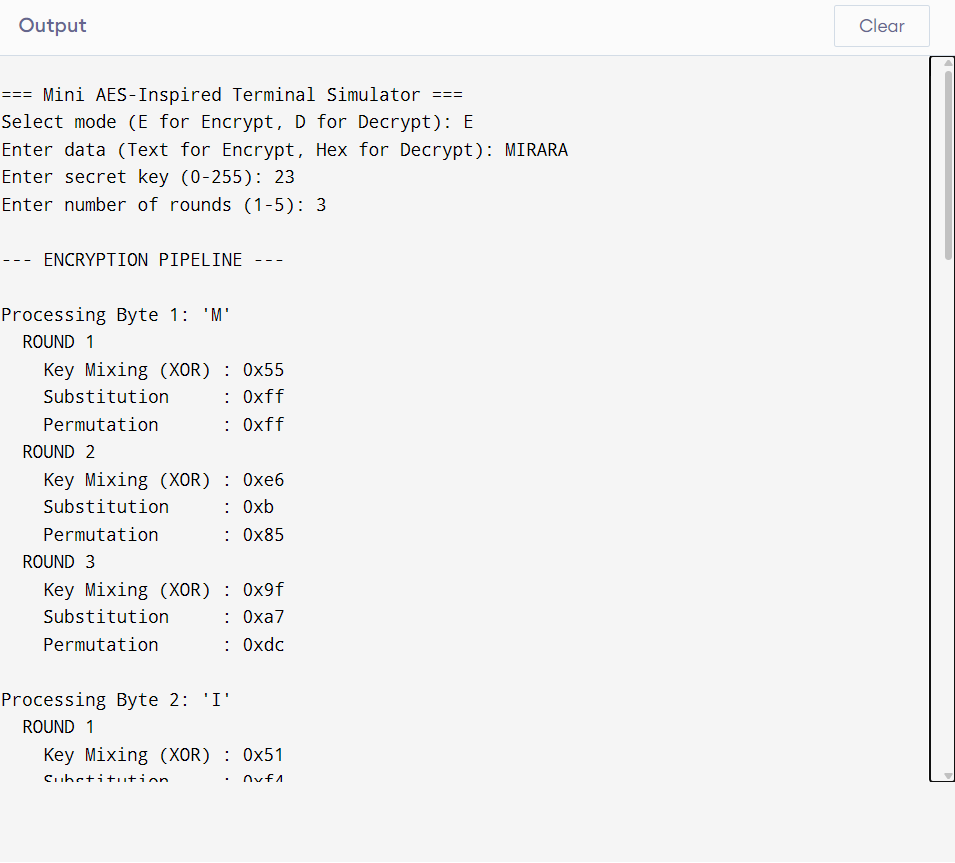 Output
Clear
=== Mini AES-Inspired Terminal Simulator ===
Select mode (E for Encrypt, D for Decrypt): E
Enter data (Text for Encrypt, Hex for Decrypt): MIRARA
Enter secret key (0-255): 23
Enter number of rounds (1-5): 3
--- ENCRYPTION PIPELINE ---
Processing Byte 1: 'M'
ROUND 1
Key Mixing (XOR) : 0x55
Substitution : 0xff
Permutation : 0xff
ROUND 2
Key Mixing (XOR) : 0xe6
Substitution : 0xb
Permutation : 0x85
ROUND 3
Key Mixing (XOR) : 0x9f
Substitution : 0xa7
Permutation : 0xdc
Processing Byte 2: 'I'
ROUND 1
Key Mixing (XOR) : 0x51
Substitution : 0xf4